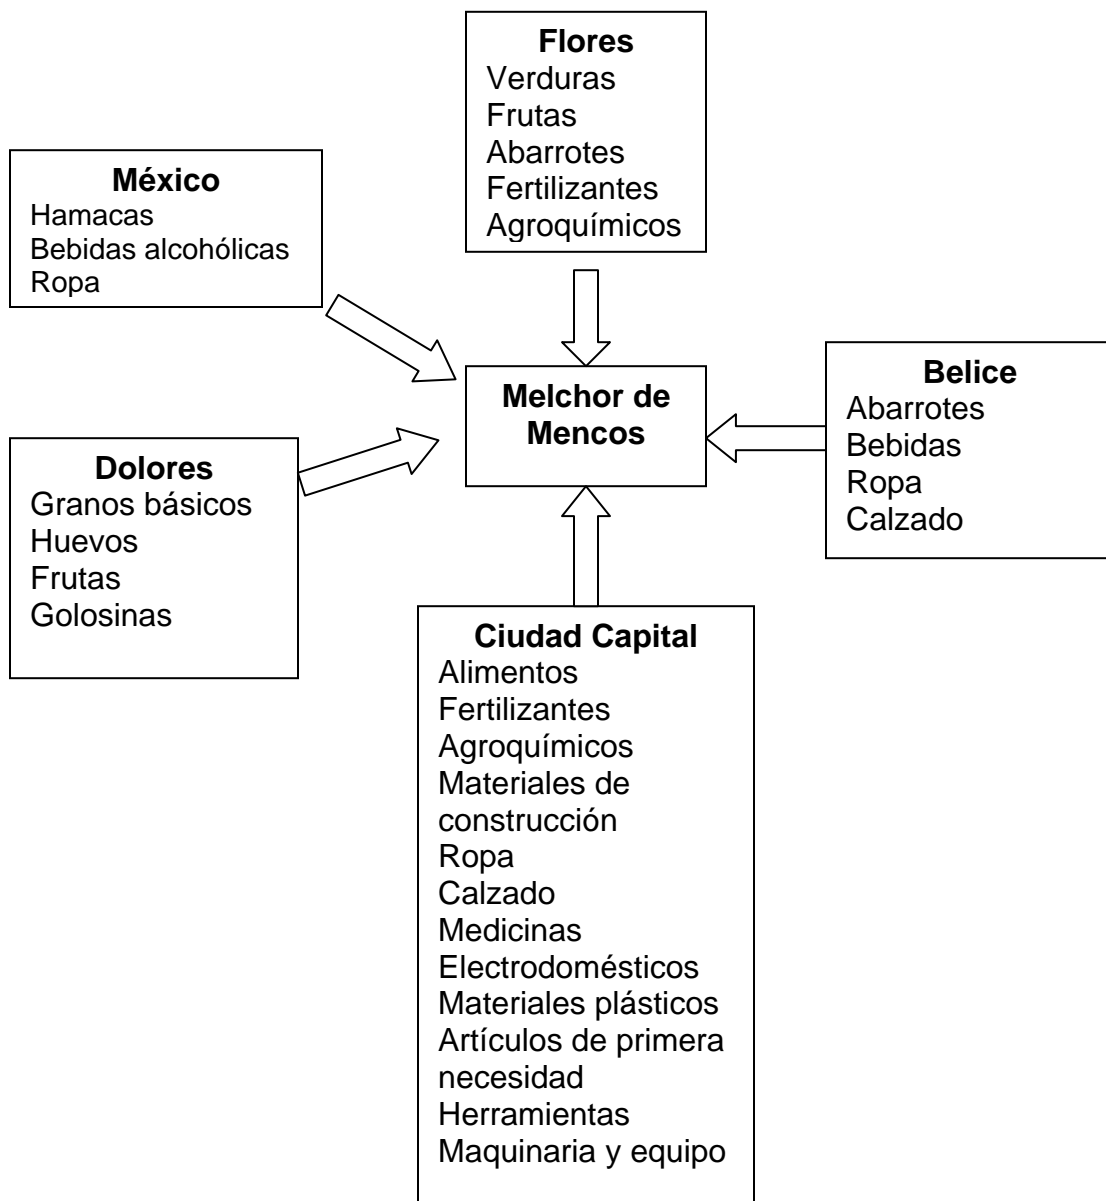 Flores
Verduras
Frutas
Abarrotes
Fertilizantes
Agroquímicos
México
Hamacas
Bebidas alcohólicas
Ropa
Melchor de
Mencos
Belice
Abarrotes
Bebidas
Ropa
Calzado
Dolores
Granos básicos
Huevos
Frutas
Golosinas
Ciudad Capital
Alimentos
Fertilizantes
Agroquímicos
Materiales de
construcción
Ropa
Calzado
Medicinas
Electrodomésticos
Materiales plásticos
Artículos de primera
necesidad
Herramientas
Maquinaria y equipo